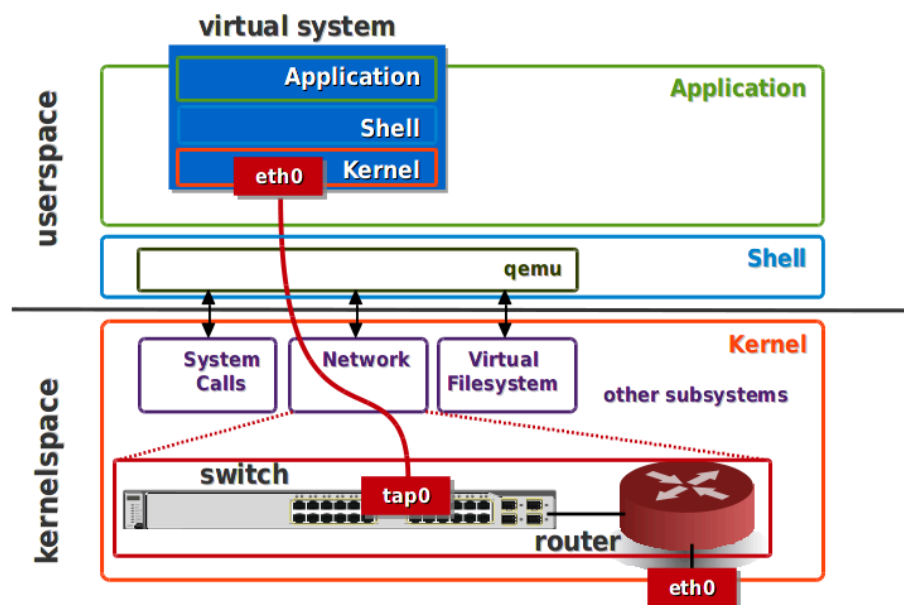 virtual system
Application
Shell
Kernel
eth0
Application
userspace
Shell
qemu
Kernel
System
Calls
Network
Virtual
Filesystem
other subsystems
kernelspace
switch
tap0
router
eth0